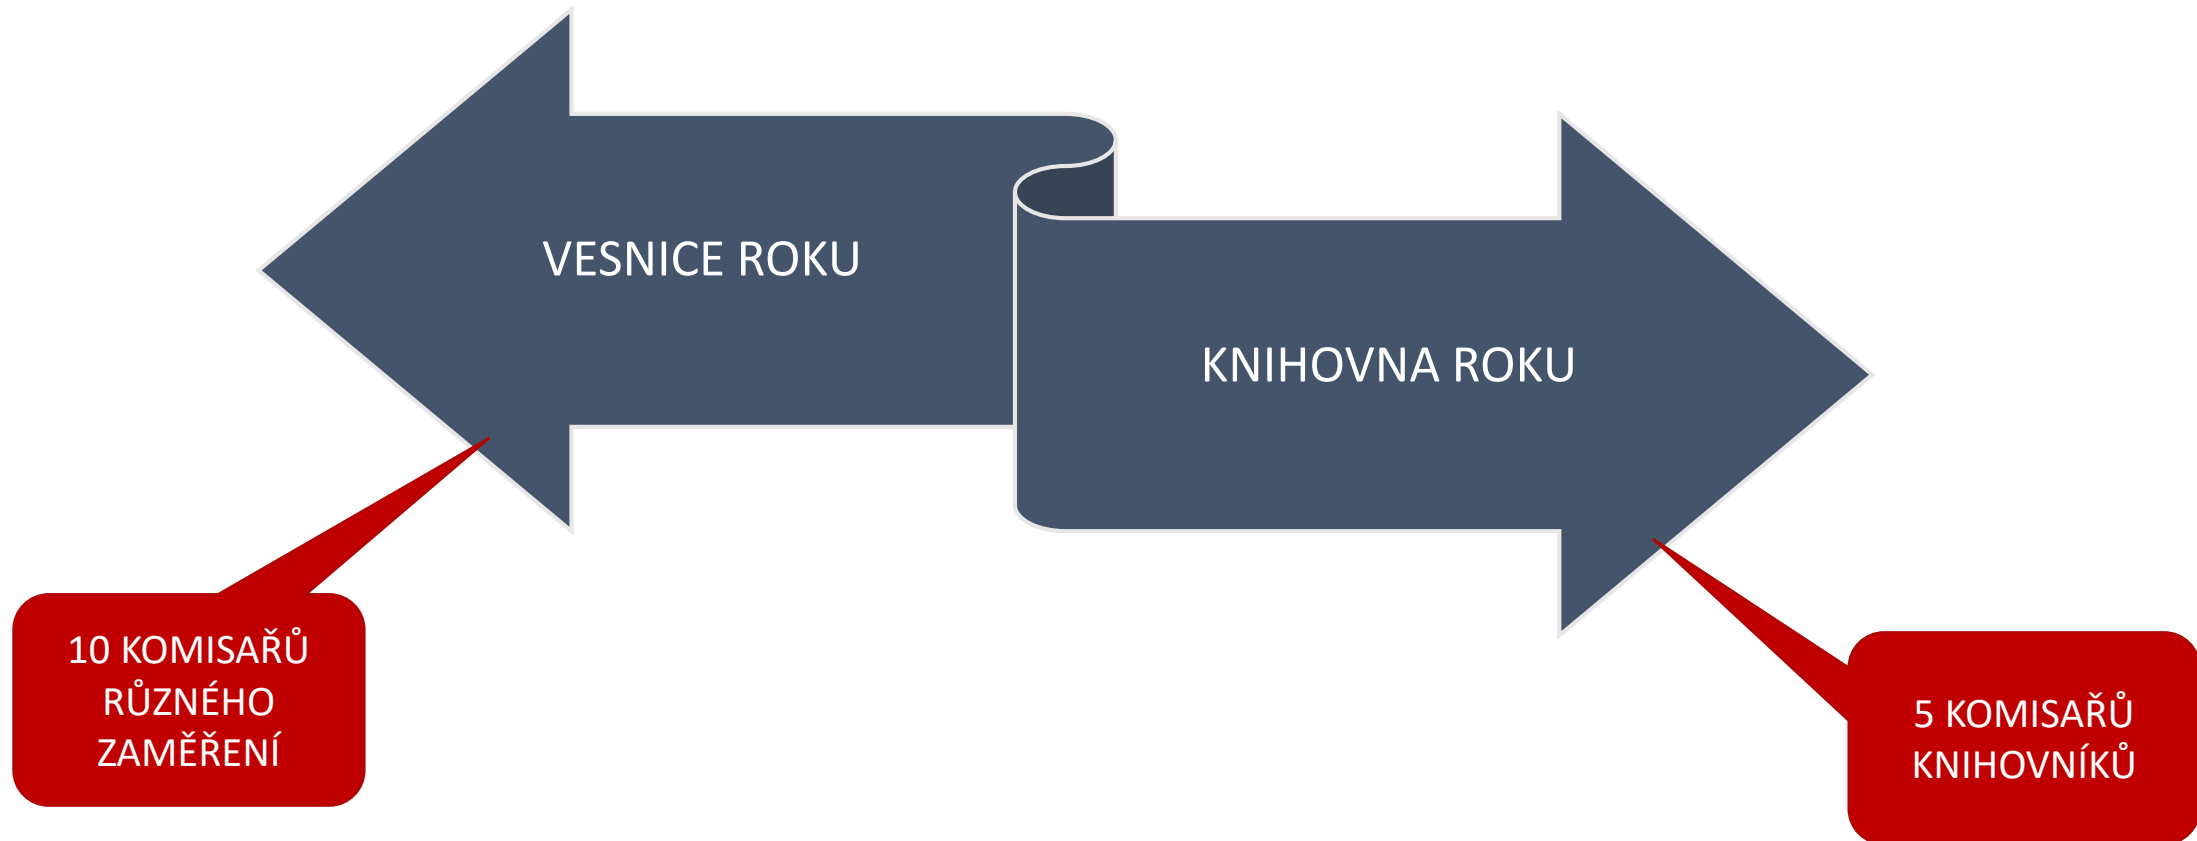 VESNICE ROKU
KNIHOVNA ROKU
10 KOMISAŘŮ
RŮZNÉHO
ZAMĚŘENÍ
5 KOMISAŘŮ
KNIHOVNÍKŮ